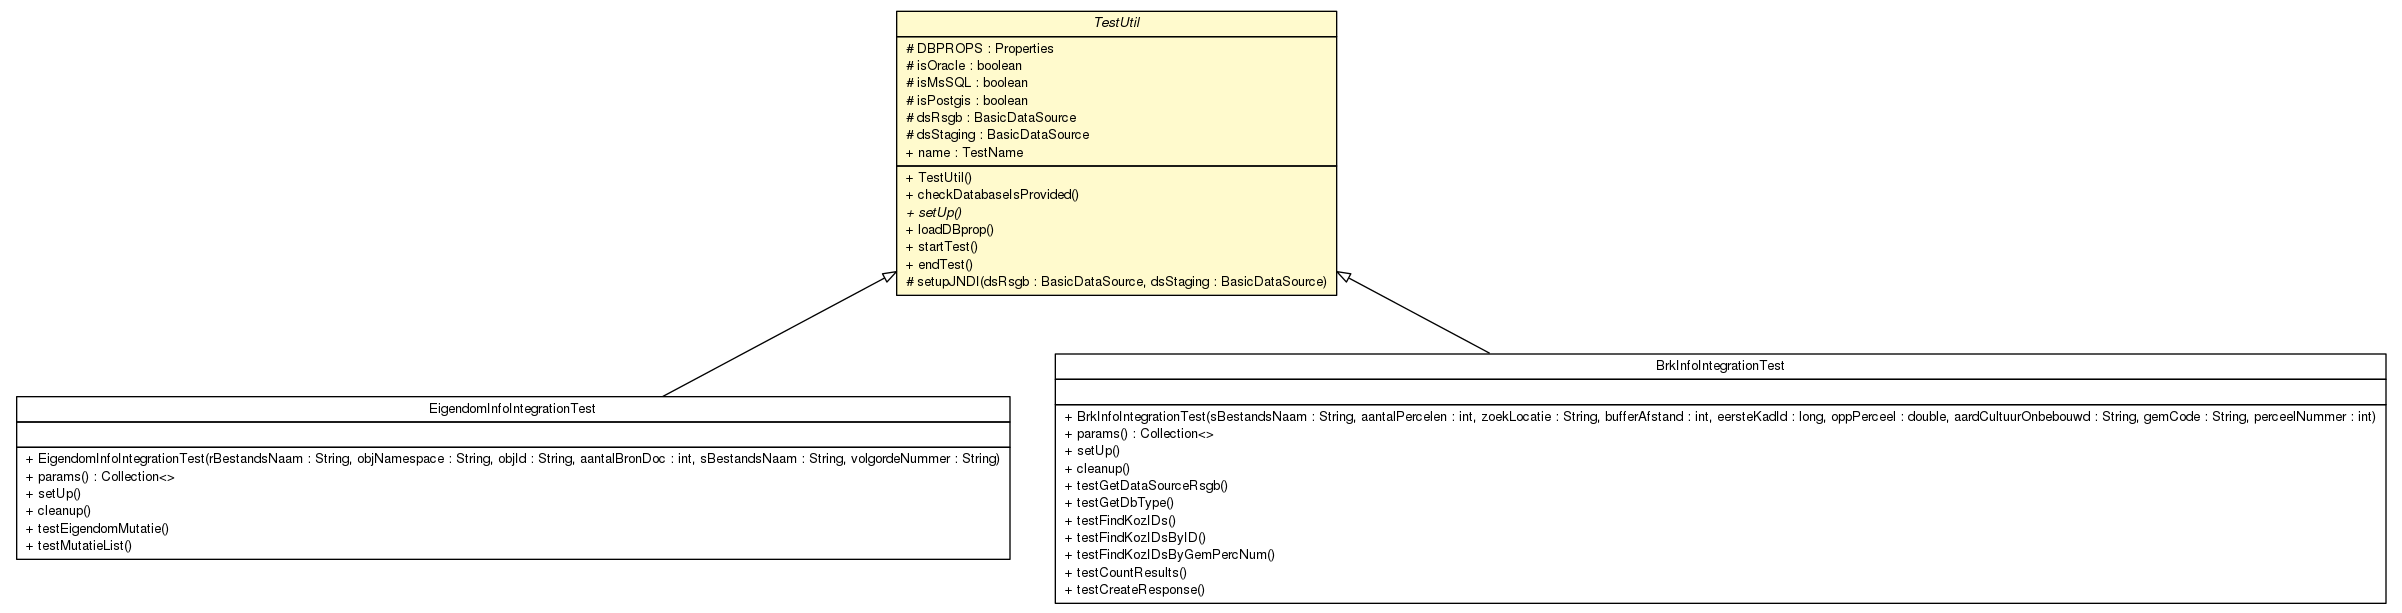 TestUtil
# DBPROPS : Properties
# isOracle : boolean
# isMsSQL : boolean
# isPostgis : boolean
# dsRsgb : BasicDataSource
# dsStaging : BasicDataSource
+ name : TestName
+ TestUtil()
+ checkDatabaseIsProvided()
+ setUp()
+ loadDBprop()
+ startTest()
+ endTest()
# setupJNDI(dsRsgb : BasicDataSource, dsStaging : BasicDataSource)
EigendomInfoIntegrationTest
+ EigendomInfoIntegrationTest(rBestandsNaam : String, objNamespace : String, objId : String, aantalBronDoc : int, sBestandsNaam : String, volgordeNummer : String)
+ params() : Collection<>
+ setUp()
+ cleanup()
+ testEigendomMutatie()
+ testMutatieList()
BrkInfoIntegrationTest
+ BrkInfoIntegrationTest(sBestandsNaam : String, aantalPercelen : int, zoekLocatie : String, bufferAfstand : int, eersteKadId : long, oppPerceel : double, aardCultuurOnbebouwd : String, gemCode : String, perceelNummer : int)
+ params() : Collection<>
+ setUp()
+ cleanup()
+ testGetDataSourceRsgb()
+ testGetDbType()
+ testFindKozIDs()
+ testFindKozIDsByID()
+ testFindKozIDsByGemPercNum()
+ testCountResults()
+ testCreateResponse()